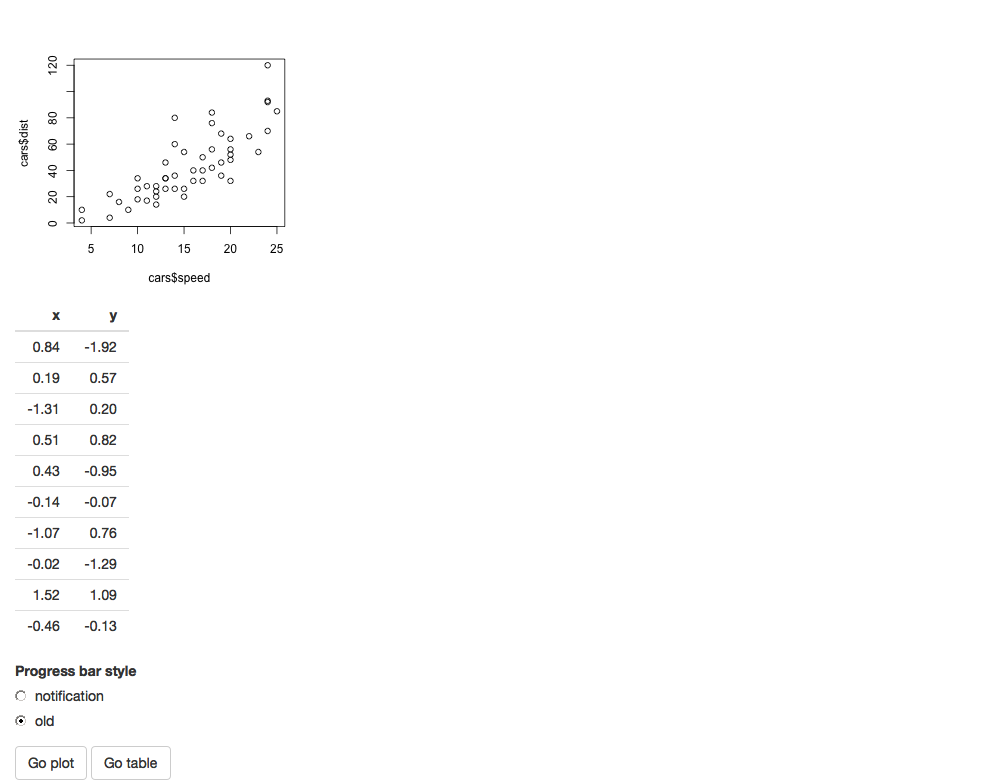 120
80
60
40
20
0
cars$dist
5 10 15 20 25
cars$speed
x y
0.84 -1.92
0.19 0.57
-1.31 0.20
0.51 0.82
0.43 -0.95
-0.14 -0.07
-1.07 0.76
-0.02 -1.29
1.52 1.09
-0.46 -0.13
Progress bar style
notification
old
Go plot Go table